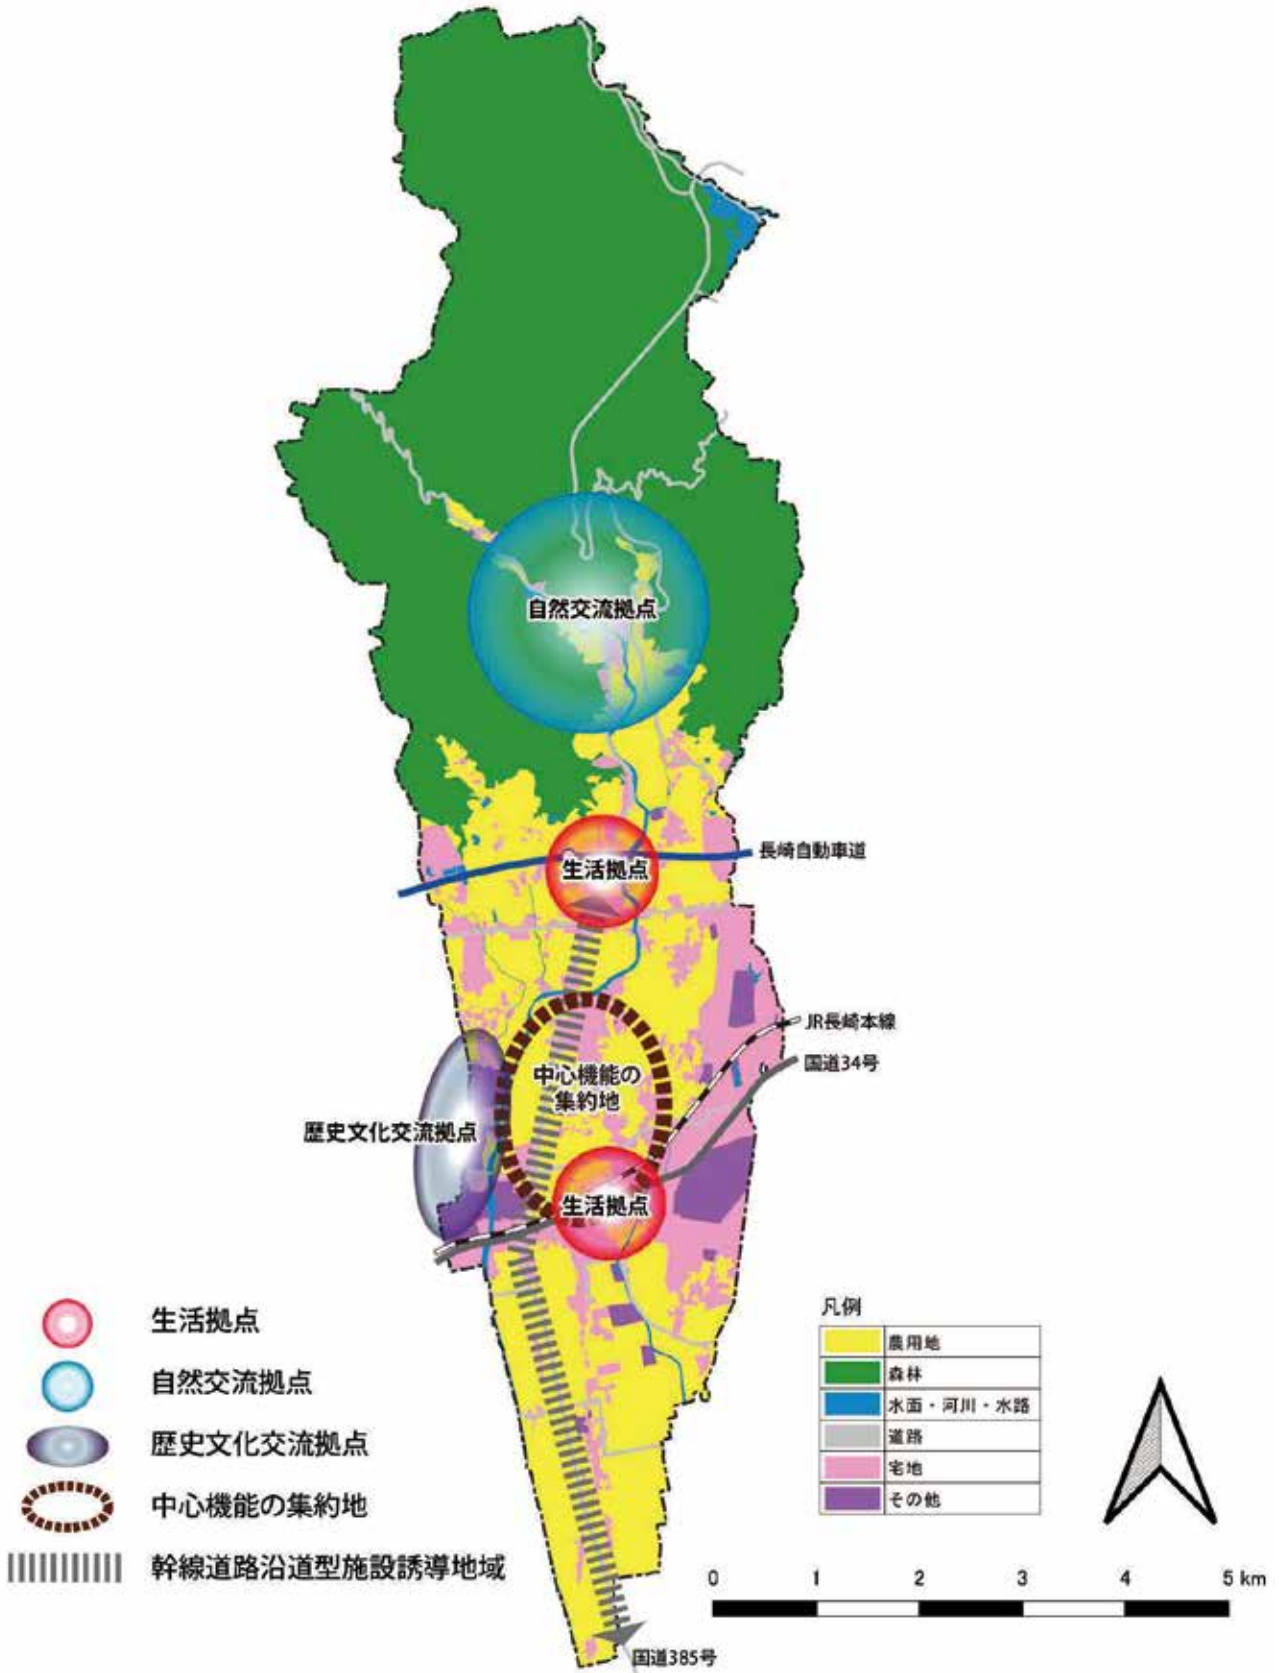 自然交流拠点
生活拠点
長崎自動車道
JR長崎本線
国道34号
中心機能の
集約地
歴史文化交流拠点
生活拠点
生活拠点
自然交流拠点
歴史文化交流拠点
中心機能の集約地
幹線道路沿道型施設誘導地域
凡例
農用地
森林
水面・河川・水路
道路
宅地
その他
0 1 2 3 4 5 km
国道385号